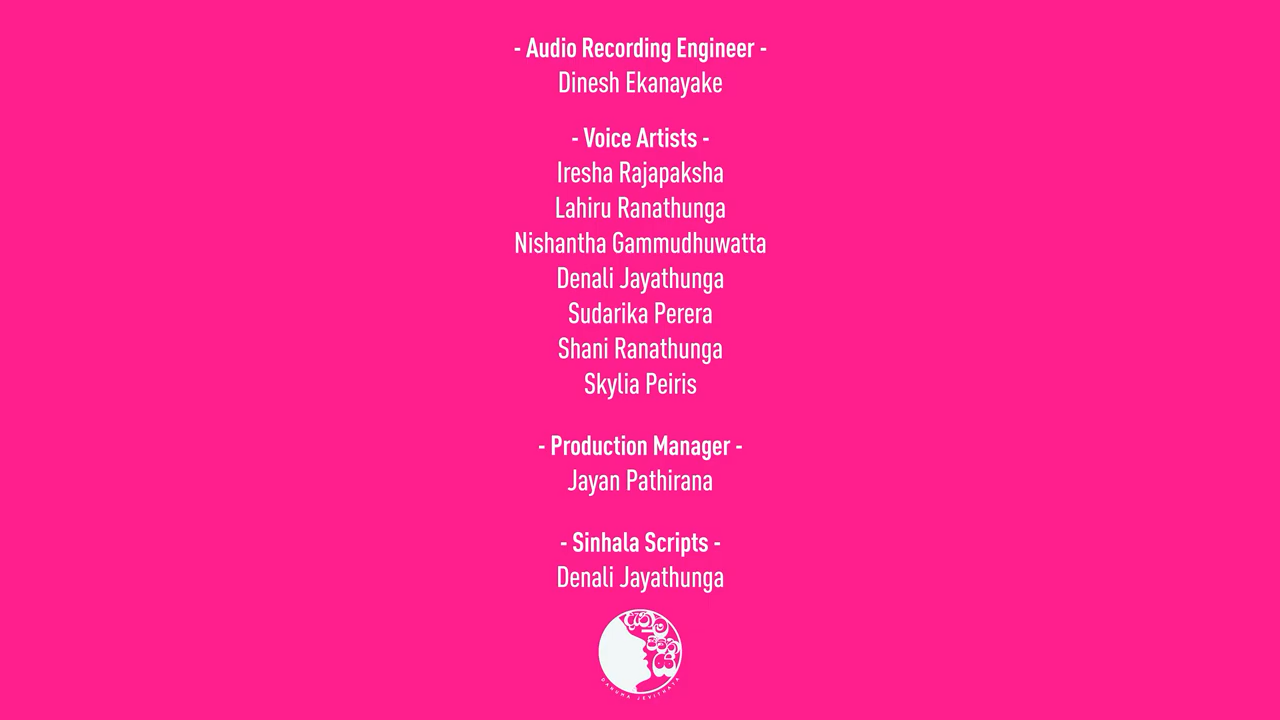 - Audio Recording Engineer -
Dinesh Ekanayake
- Voice Artists -
Iresha Rajapaksha
Lahiru Ranathunga
Nishantha Gammudhuwatta
Denali Jayathunga
Sudarika Perera
Shani Ranathunga
Skylia Peiris
- Production Manager -
Jayan Pathirana
- Sinhala Scripts -
Denali Jayathunga